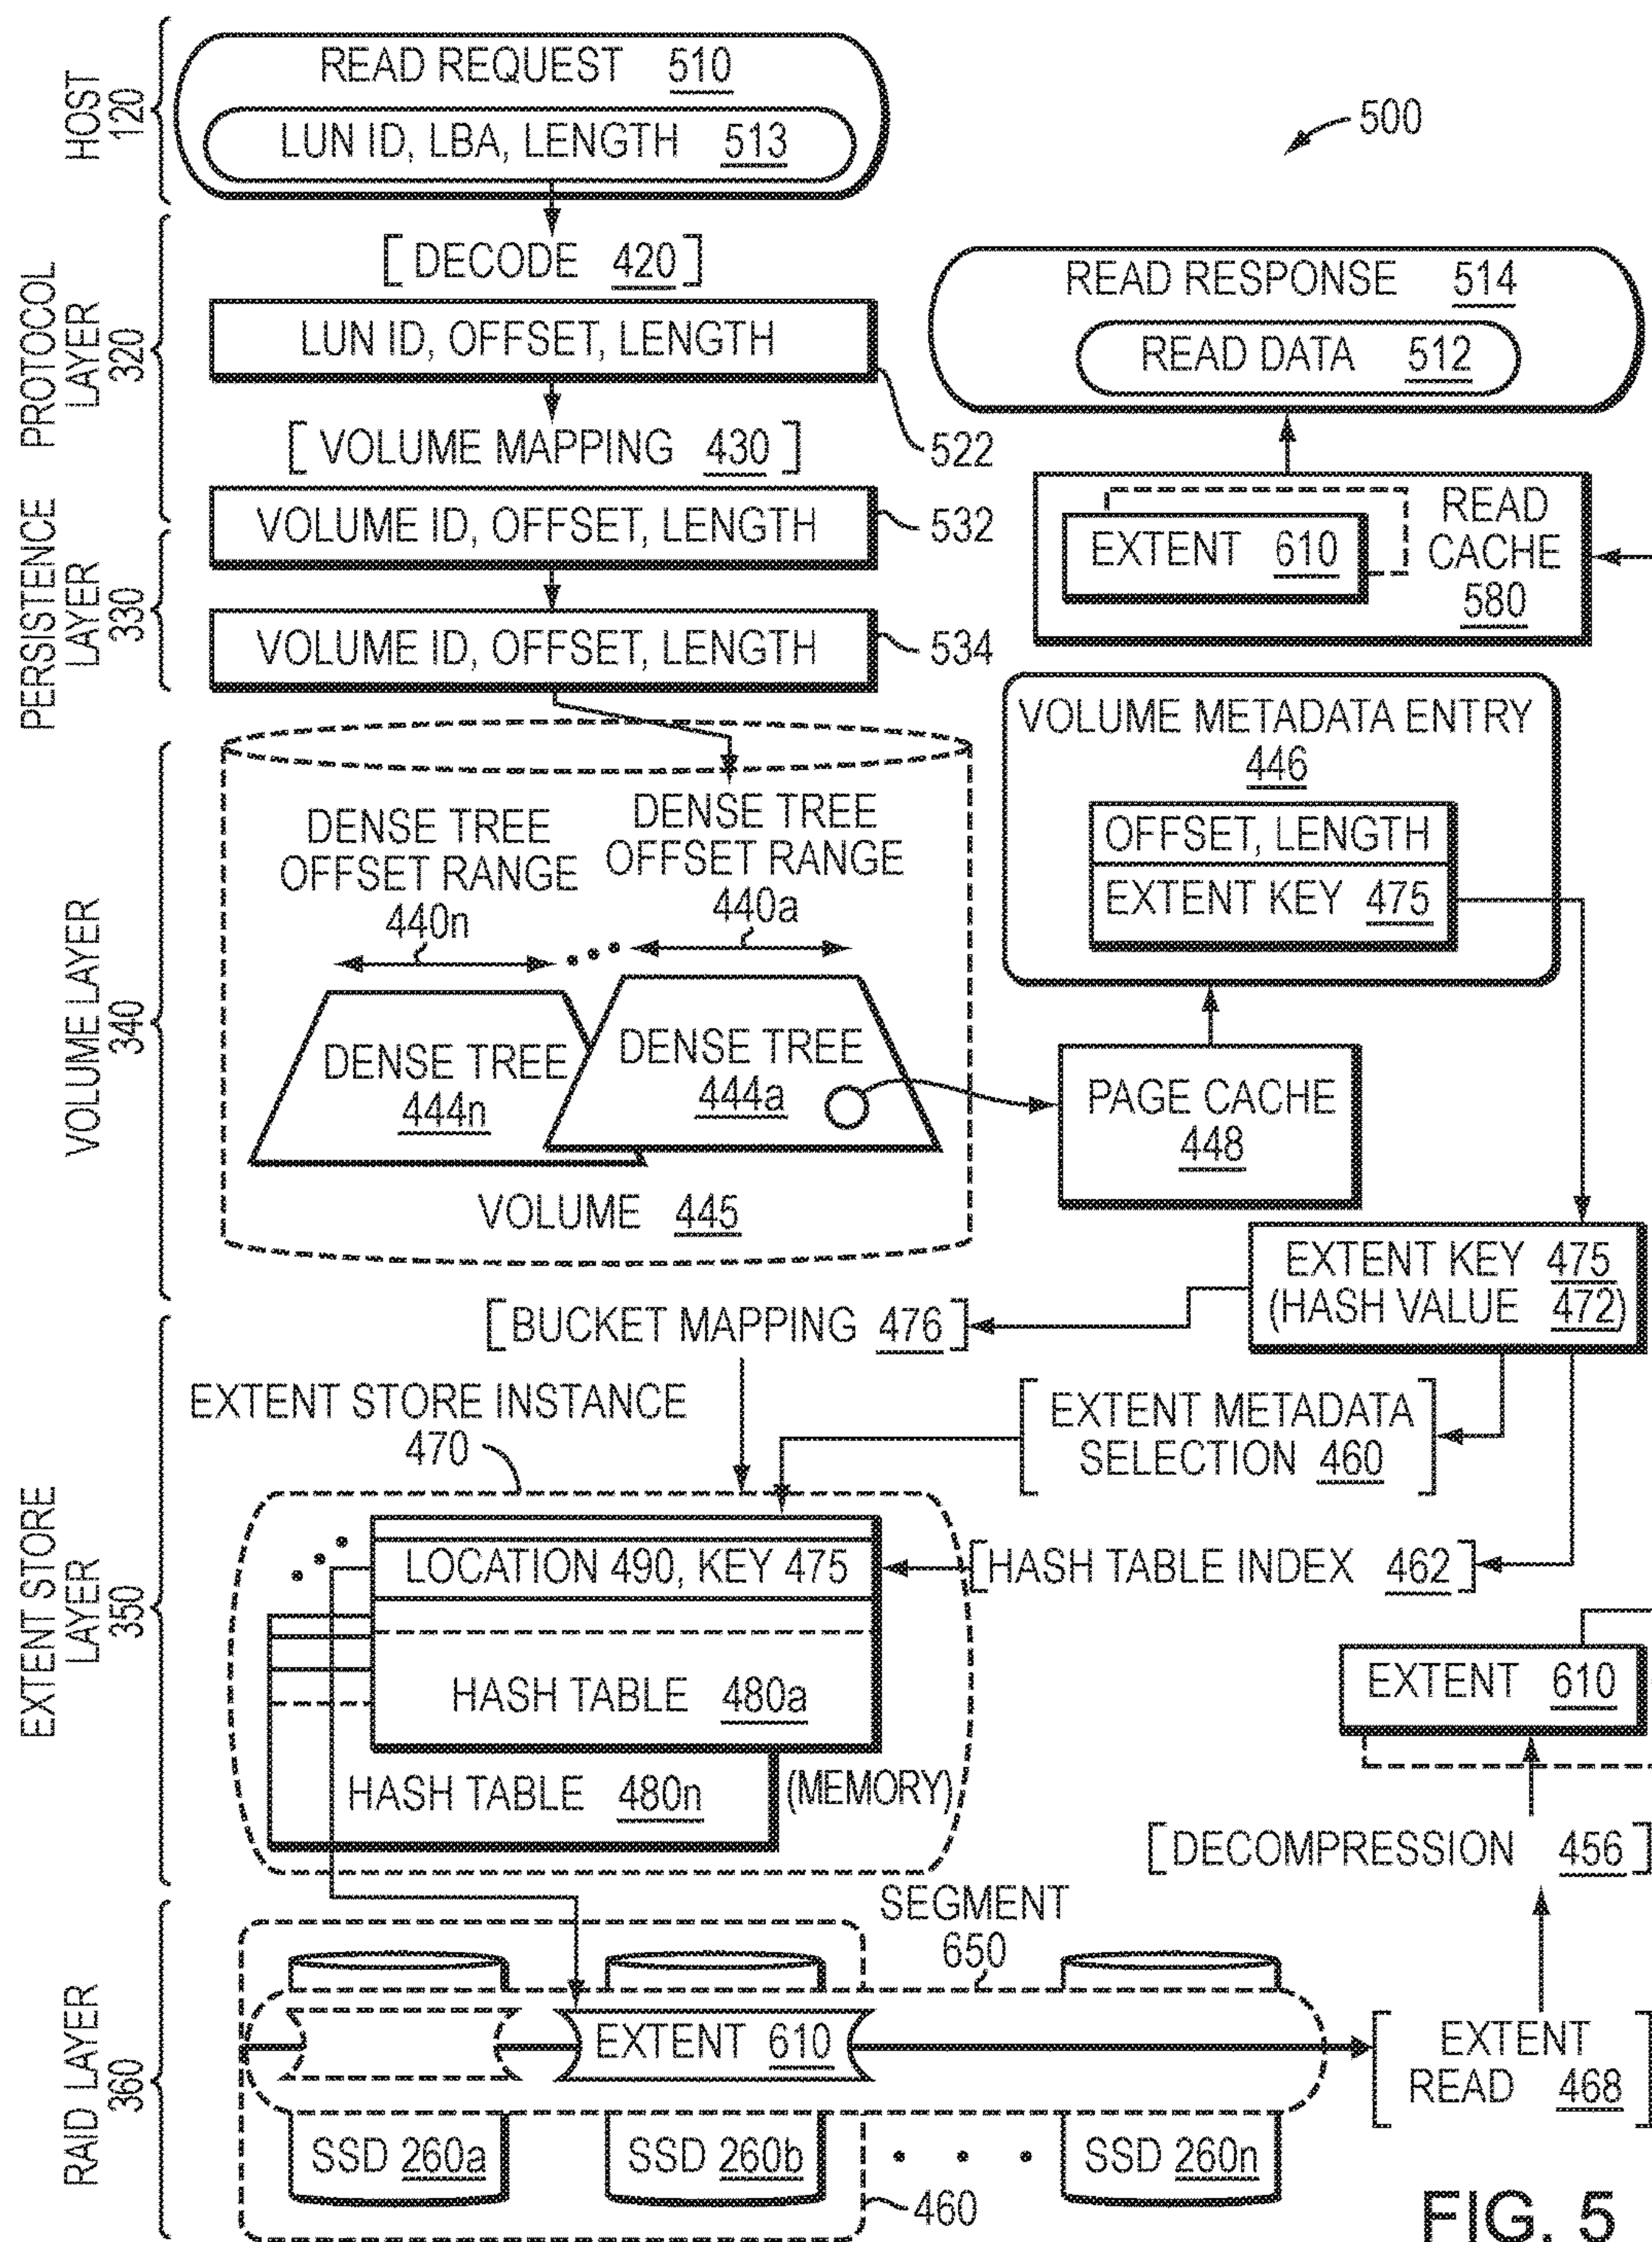 HOST
120
READ REQUEST 510
LUN ID, LBA, LENGTH 513
500
PROTOCOL
LAYER
320
[ DECODE 420 ]
LUN ID, OFFSET, LENGTH
522
[ VOLUME MAPPING 430 ]
VOLUME ID, OFFSET, LENGTH
532
READ RESPONSE 514
READ DATA 512
EXTENT 610
READ
CACHE
580
PERSISTENCE
LAYER
330
VOLUME ID, OFFSET, LENGTH
534
VOLUME LAYER
340
DENSE TREE
OFFSET RANGE
440n
DENSE TREE
OFFSET RANGE
440a
DENSE TREE
444n
DENSE TREE
444a
VOLUME 445
VOLUME METADATA ENTRY
446
OFFSET, LENGTH
EXTENT KEY 475
PAGE CACHE
448
EXTENT KEY 475
(HASH VALUE 472)
EXTENT STORE
LAYER
350
[BUCKET MAPPING 476]
EXTENT STORE INSTANCE
470
[EXTENT METADATA
SELECTION 460]
LOCATION 490, KEY 475
[HASH TABLE INDEX 462]
HASH TABLE 480a
HASH TABLE 480n
(MEMORY)
EXTENT 610
[DECOMPRESSION 456]
RAID LAYER
360
SEGMENT
650
EXTENT 610
[EXTENT
READ 468]
SSD 260a
SSD 260b
. . .
SSD 260n
460
FIG. 5